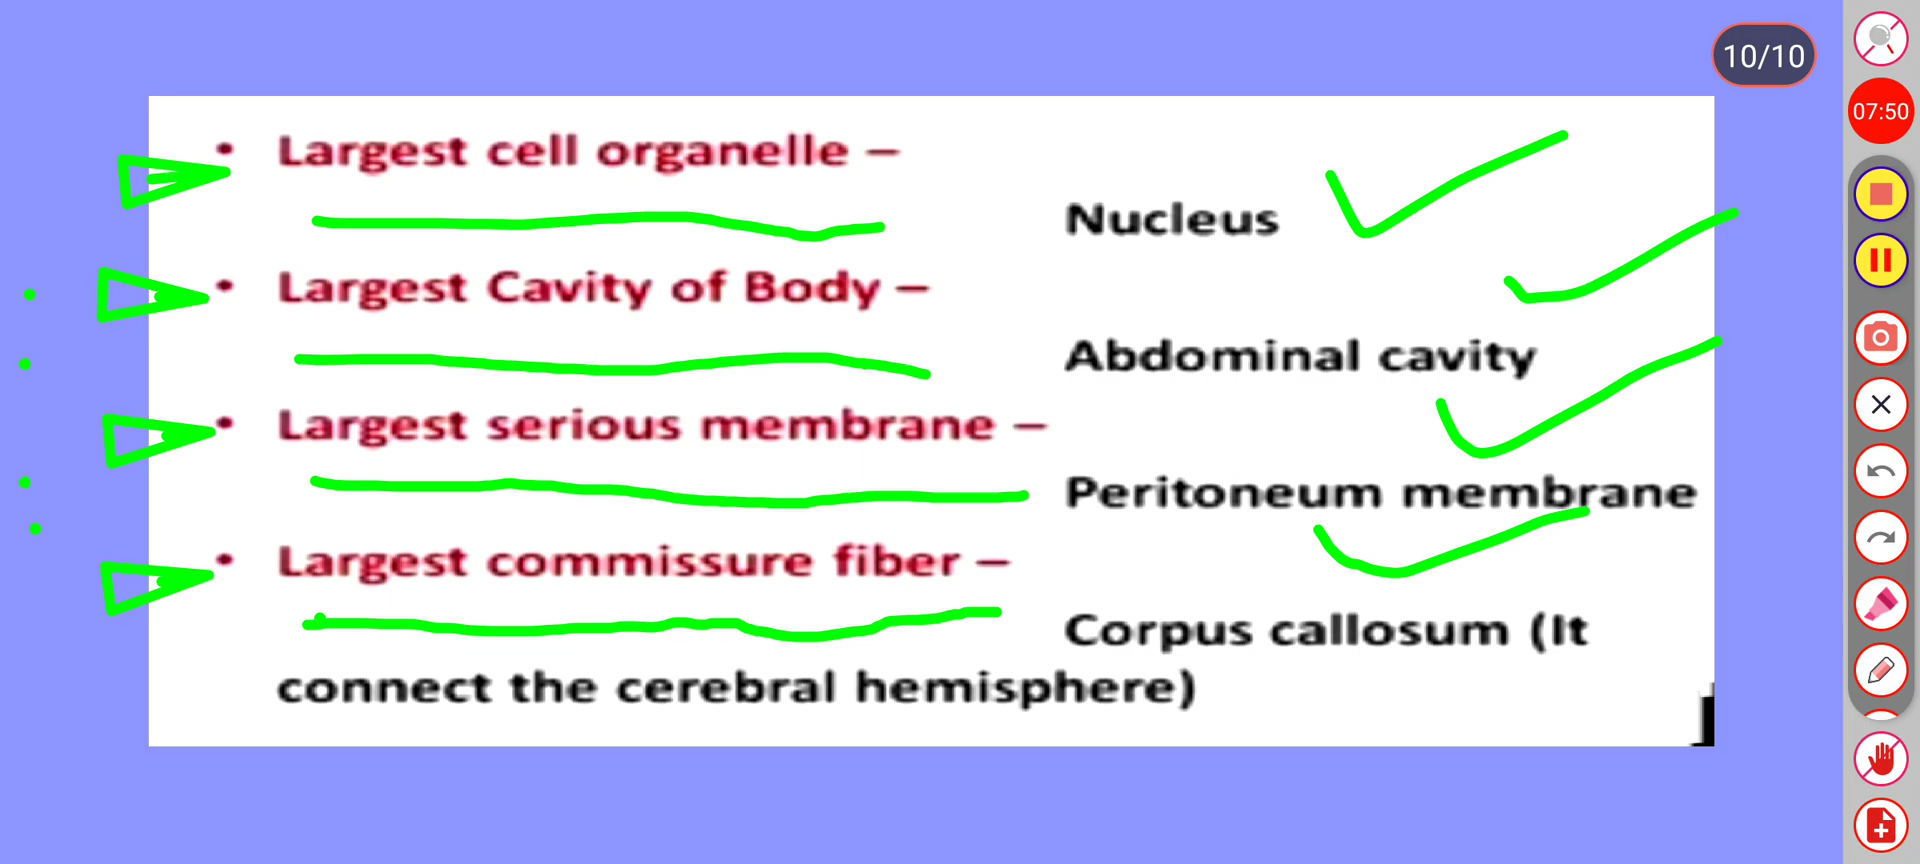 10/10
07:50
• Largest cell organelle –
Nucleus
• Largest Cavity of Body –
Abdominal cavity
• Largest serious membrane –
Peritoneum membrane
• Largest commissure fiber –
Corpus callosum (It
connect the cerebral hemisphere)